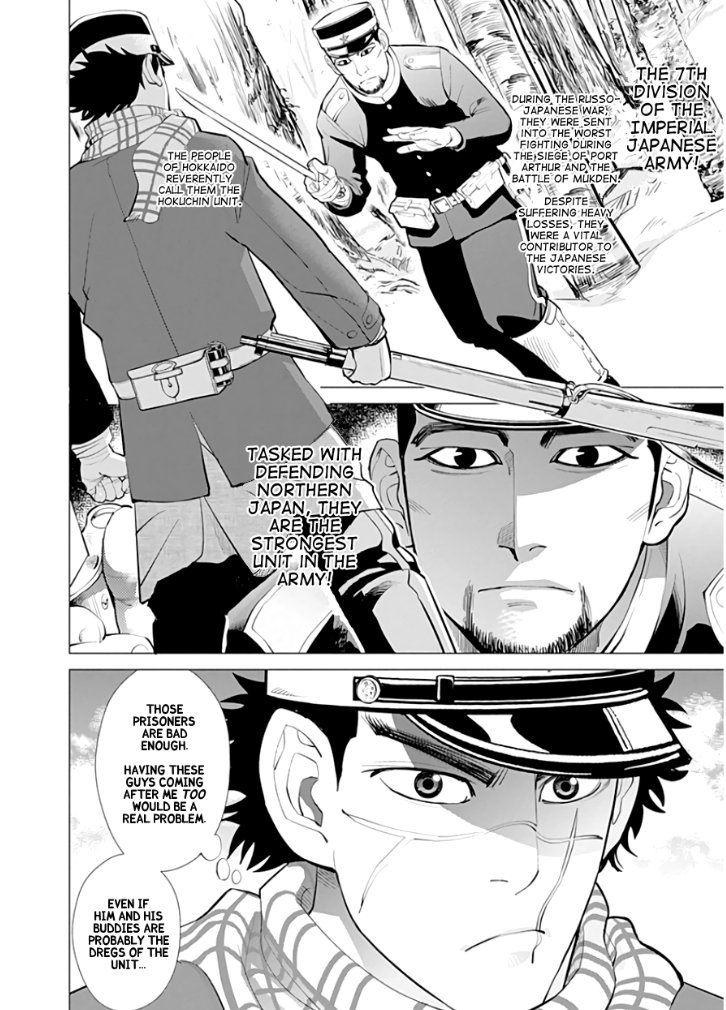 THE 7TH
DIVISION
OF THE
IMPERIAL
JAPANESE
ARMY!
DURING THE RUSSO-
JAPANESE WAR,
THEY WERE SENT
INTO THE WORST
FIGHTING DURING
THE SIEGE OF PORT
ARTHUR AND THE
BATTLE OF MUKDEN.
DESPITE
SUFFERING HEAVY
LOSSES, THEY
WERE A VITAL
CONTRIBUTOR TO
THE JAPANESE
VICTORIES.
THE PEOPLE
OF HOKKAIDO
REVERENTLY
CALL THEM THE
HOKUCHIN UNIT.
TASKED WITH
DEFENDING
NORTHERN
JAPAN, THEY
ARE THE
STRONGEST
UNIT IN THE
ARMY!
THOSE
PRISONERS
ARE BAD
ENOUGH.
HAVING THESE
GUYS COMING
AFTER ME TOO
WOULD BE A
REAL PROBLEM.
EVEN IF
HIM AND HIS
BUDDIES ARE
PROBABLY THE
DREGS OF THE
UNIT...